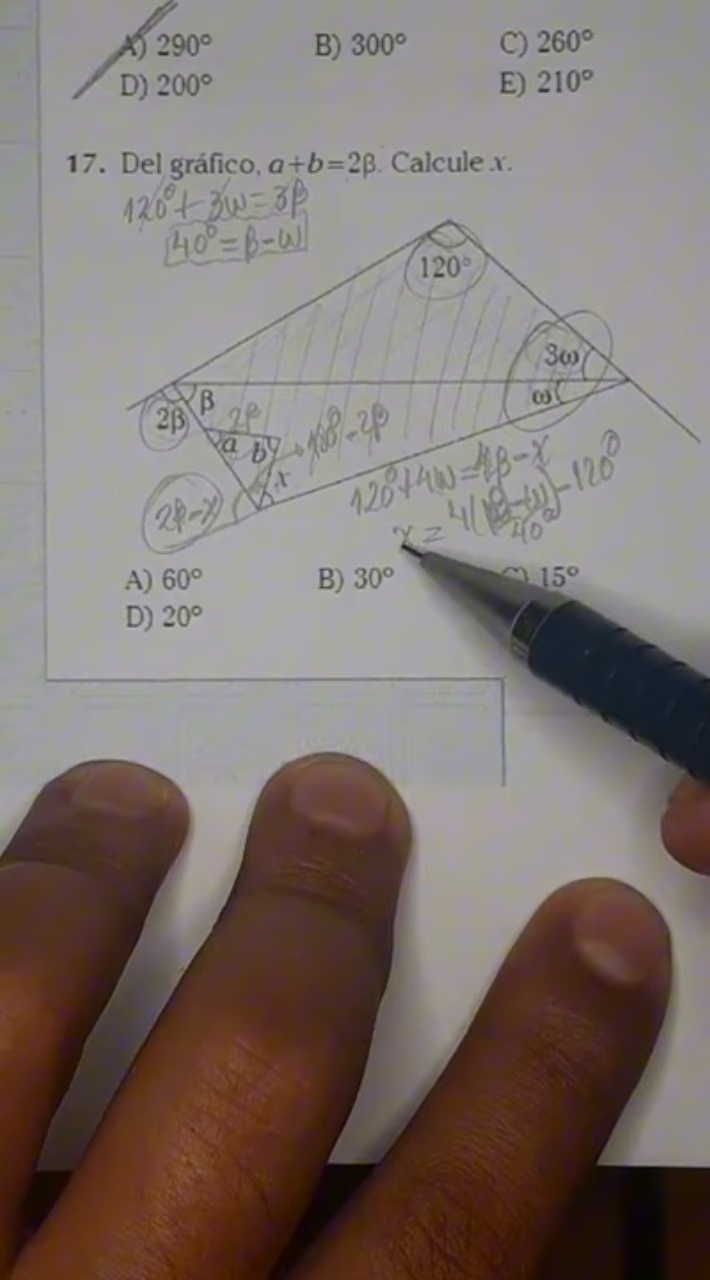 A) 290° B) 300° C) 260°
D) 200° E) 210°
17. Del gráfico, a+b=2β. Calcule x.
120°+3ω=3β
40°=β-ω
120°
3ω
β
ω
2β
2β
a b
180°-2β
x
2β-x
120°+4ω=4β-x
x = 4(β-ω)-120°
40°
A) 60° B) 30° C) 15°
D) 20°